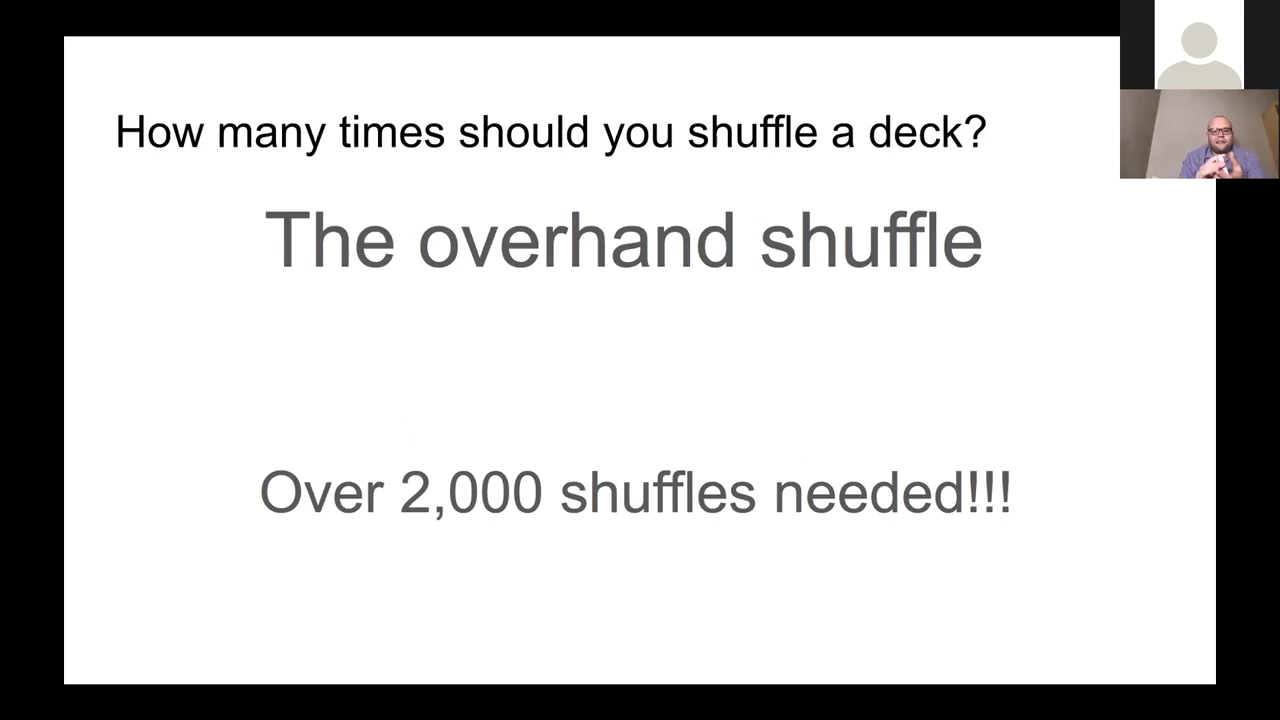 How many times should you shuffle a deck?
The overhand shuffle
Over 2,000 shuffles needed!!!